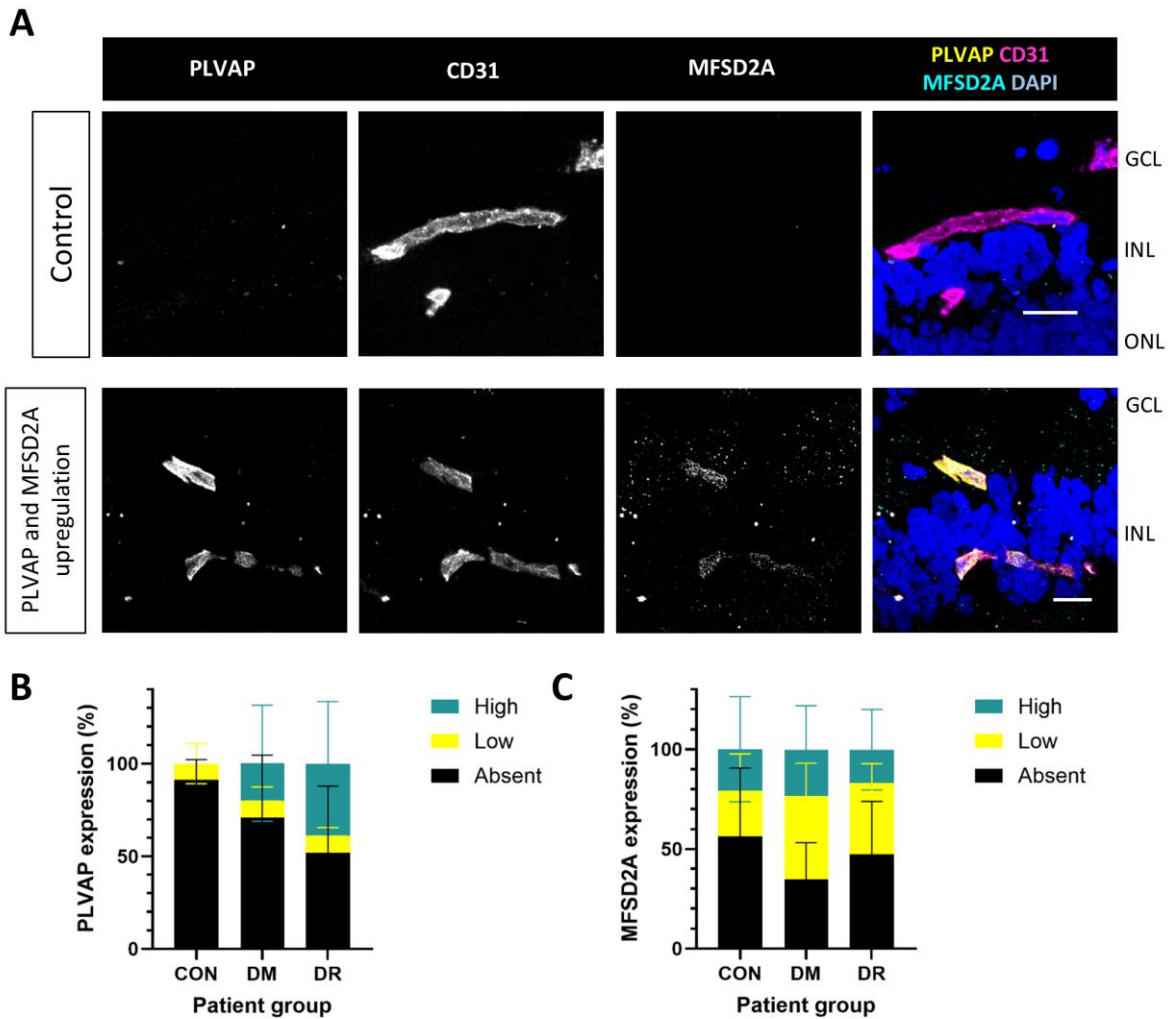 A
PLVAP
CD31
MFSD2A
PLVAP CD31
MFSD2A DAPI
Control
GCL
INL
ONL
PLVAP and MFSD2A
upregulation
GCL
INL
B
PLVAP expression (%)
100
50
0
CON
DM
DR
Patient group
High
Low
Absent
C
MFSD2A expression (%)
100
50
0
CON
DM
DR
Patient group
High
Low
Absent